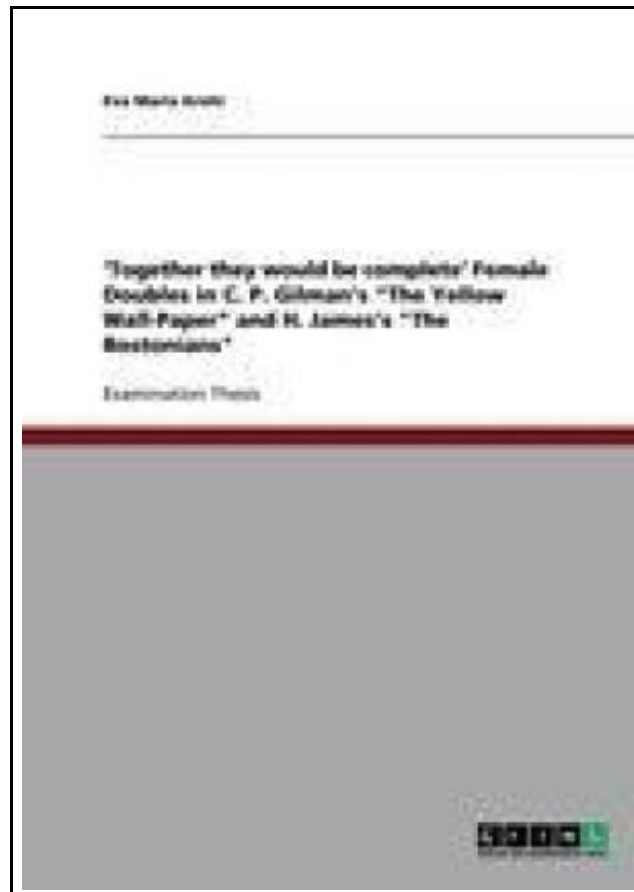 Eva Maria
'Together they would be complete' Female
Doubles in C. P. Gilman's "The Yellow
Wall-Paper" and H. James's "The
Bostonians"
Examination Thesis
GRIN